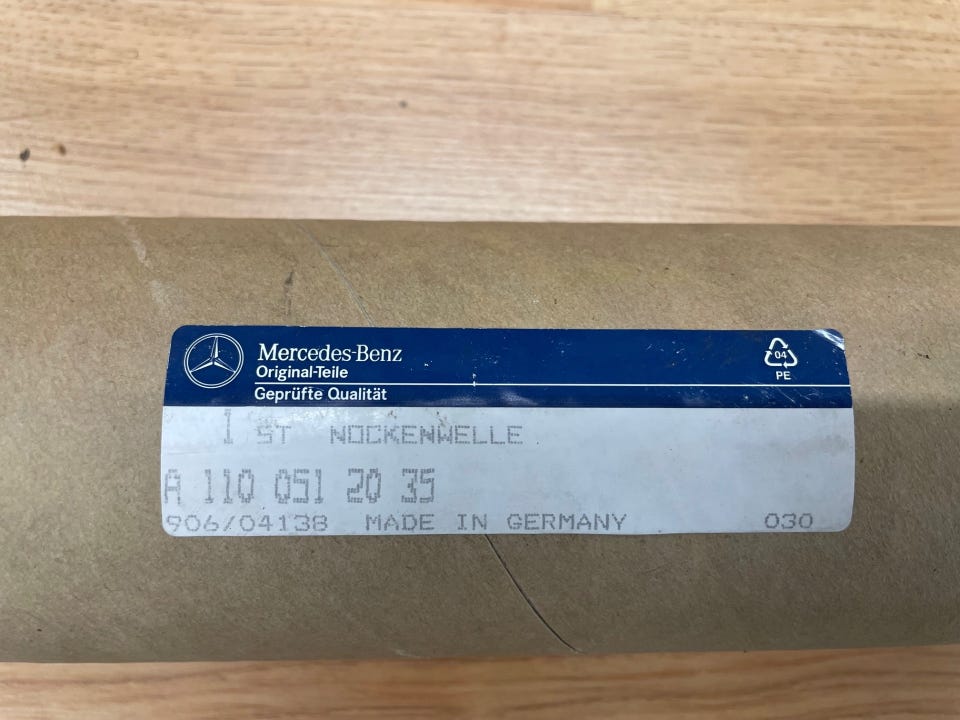 Mercedes-Benz
Original-Teile
Geprüfte Qualität
04
PE
1 ST NOCKENWELLE
A 110 051 20 35
906/04138 MADE IN GERMANY 030